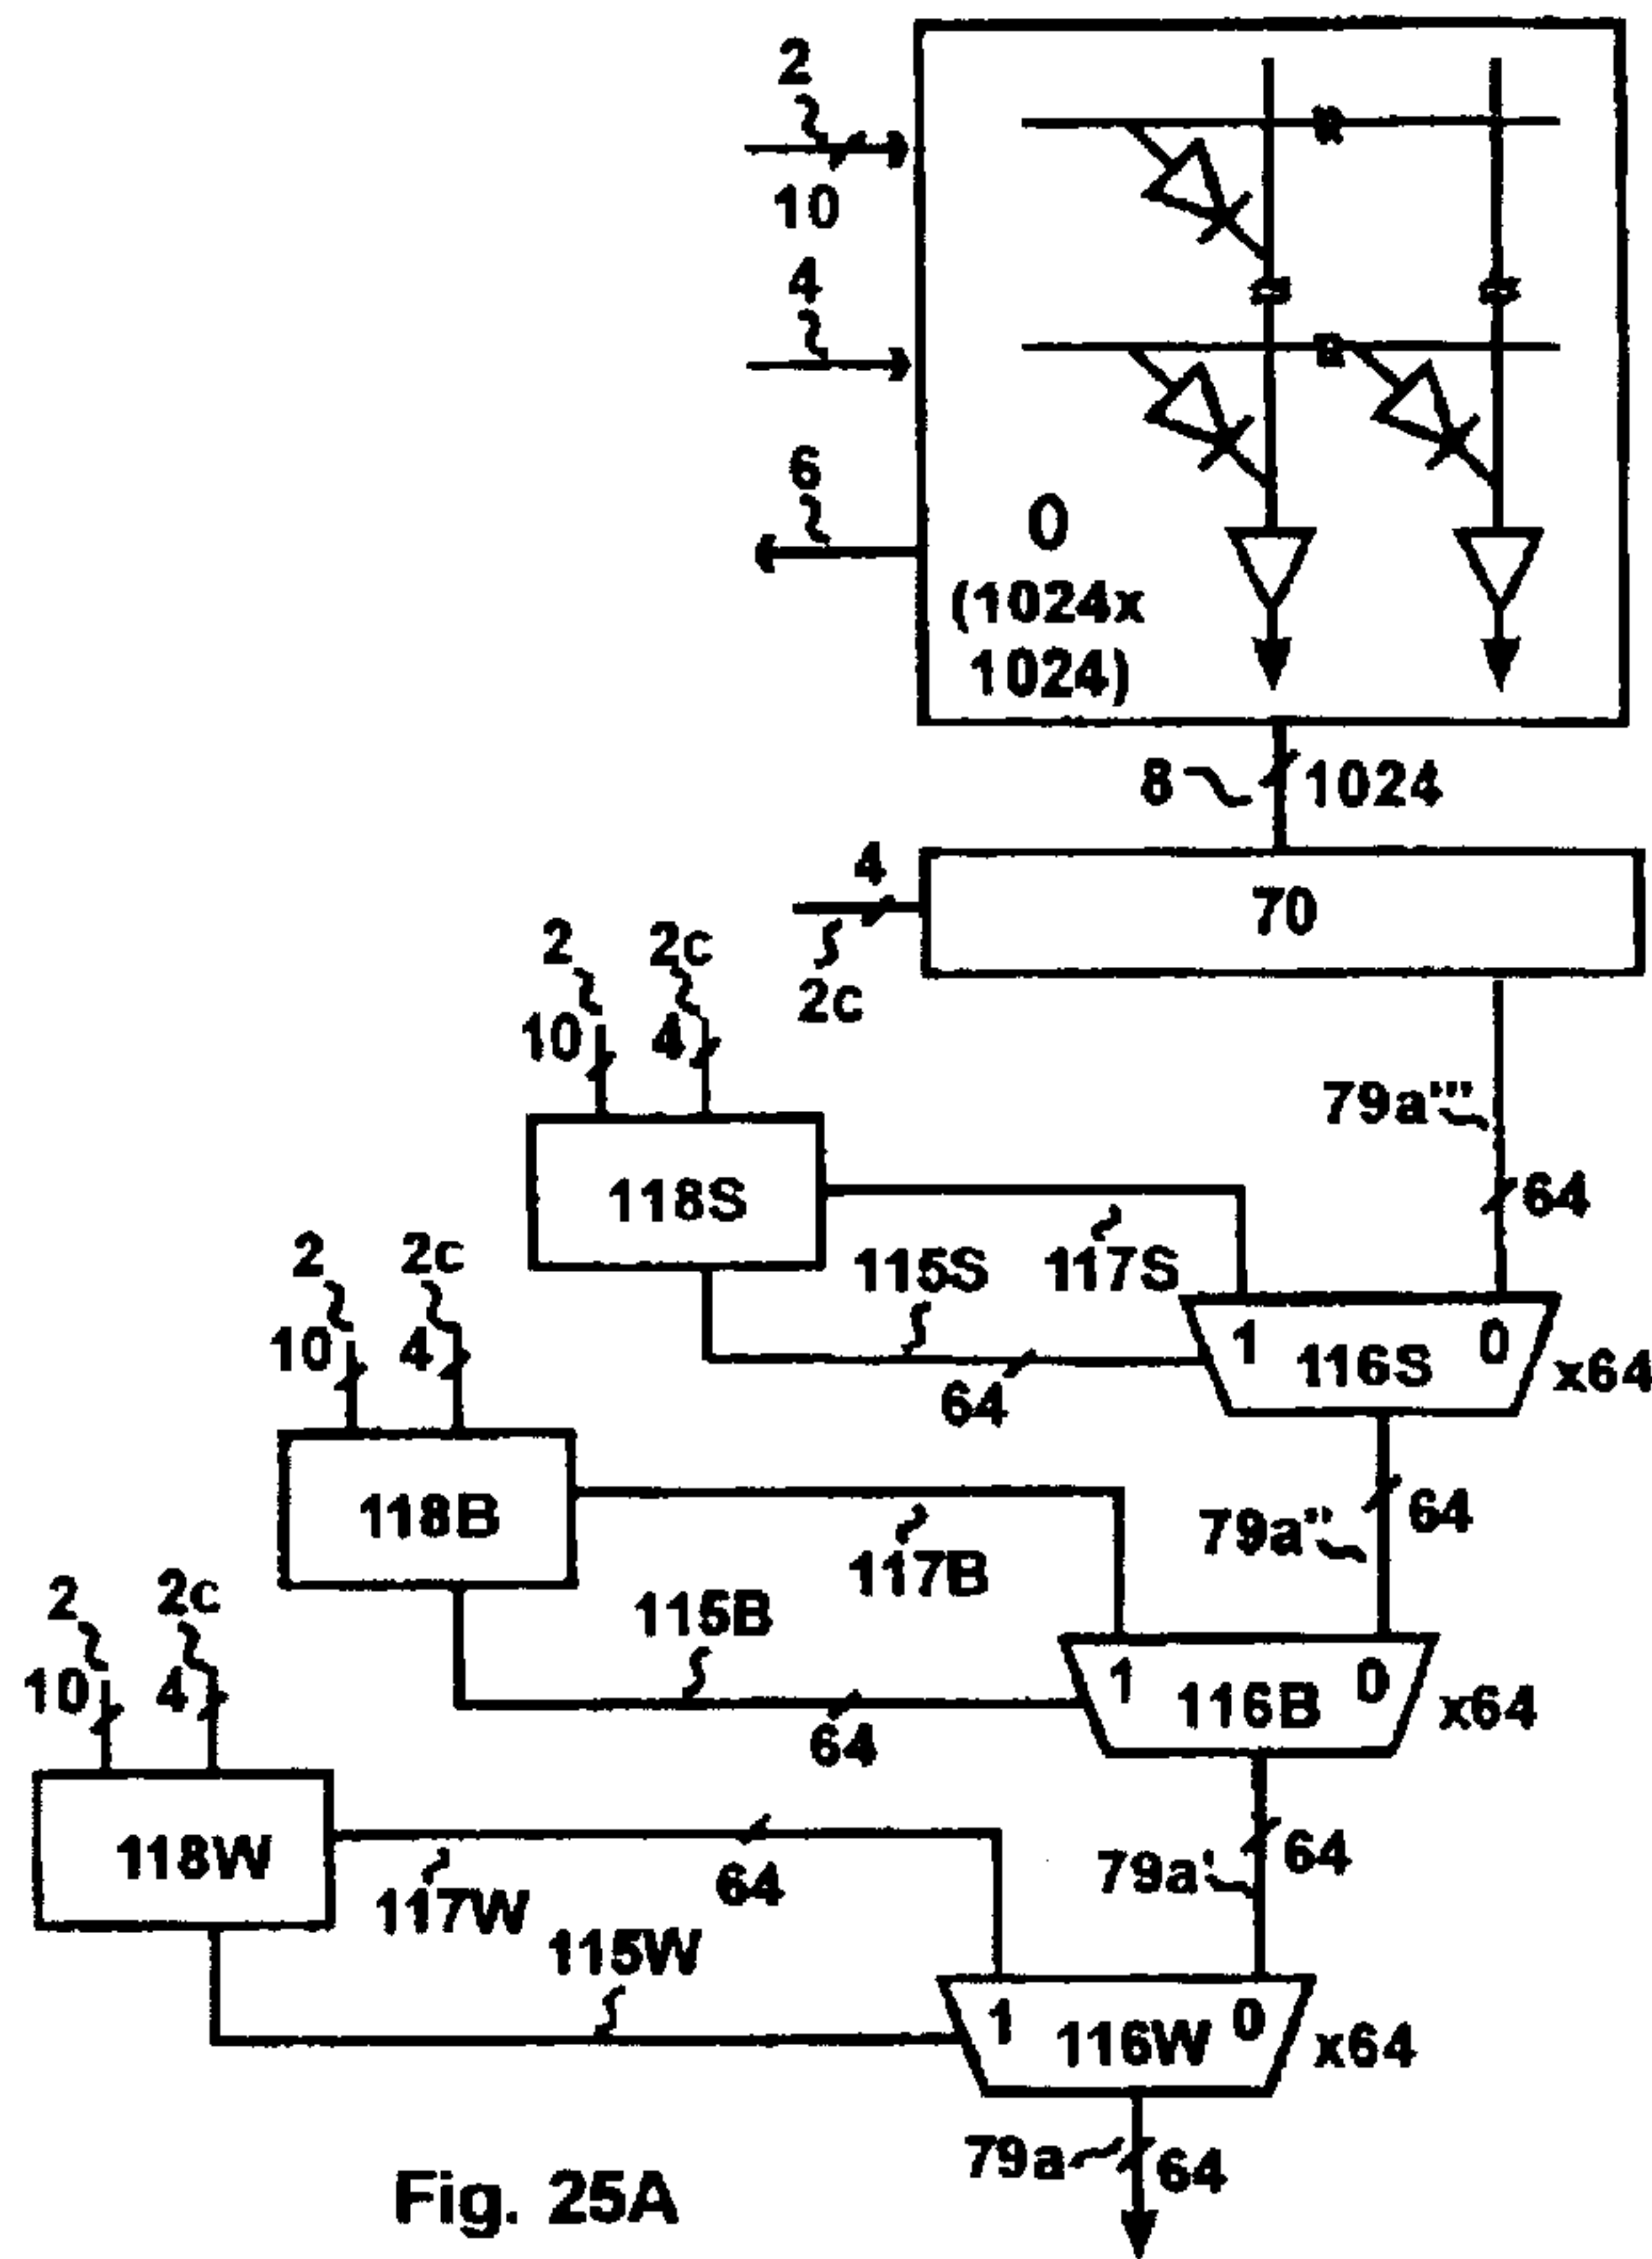 2
10
4
6
0
(1024x
1024)
8 1024
4
70
2c
2 2c
10 4
79a'''
118S
64
115S 117S
2 2c
10 4
1 116S 0 x64
64
118B
79a'' 64
117B
115B
2 2c
10 4
1 116B 0 x64
64
118W
64
79a' 64
117W
115W
1 116W 0 x64
79a 64
Fig. 25A